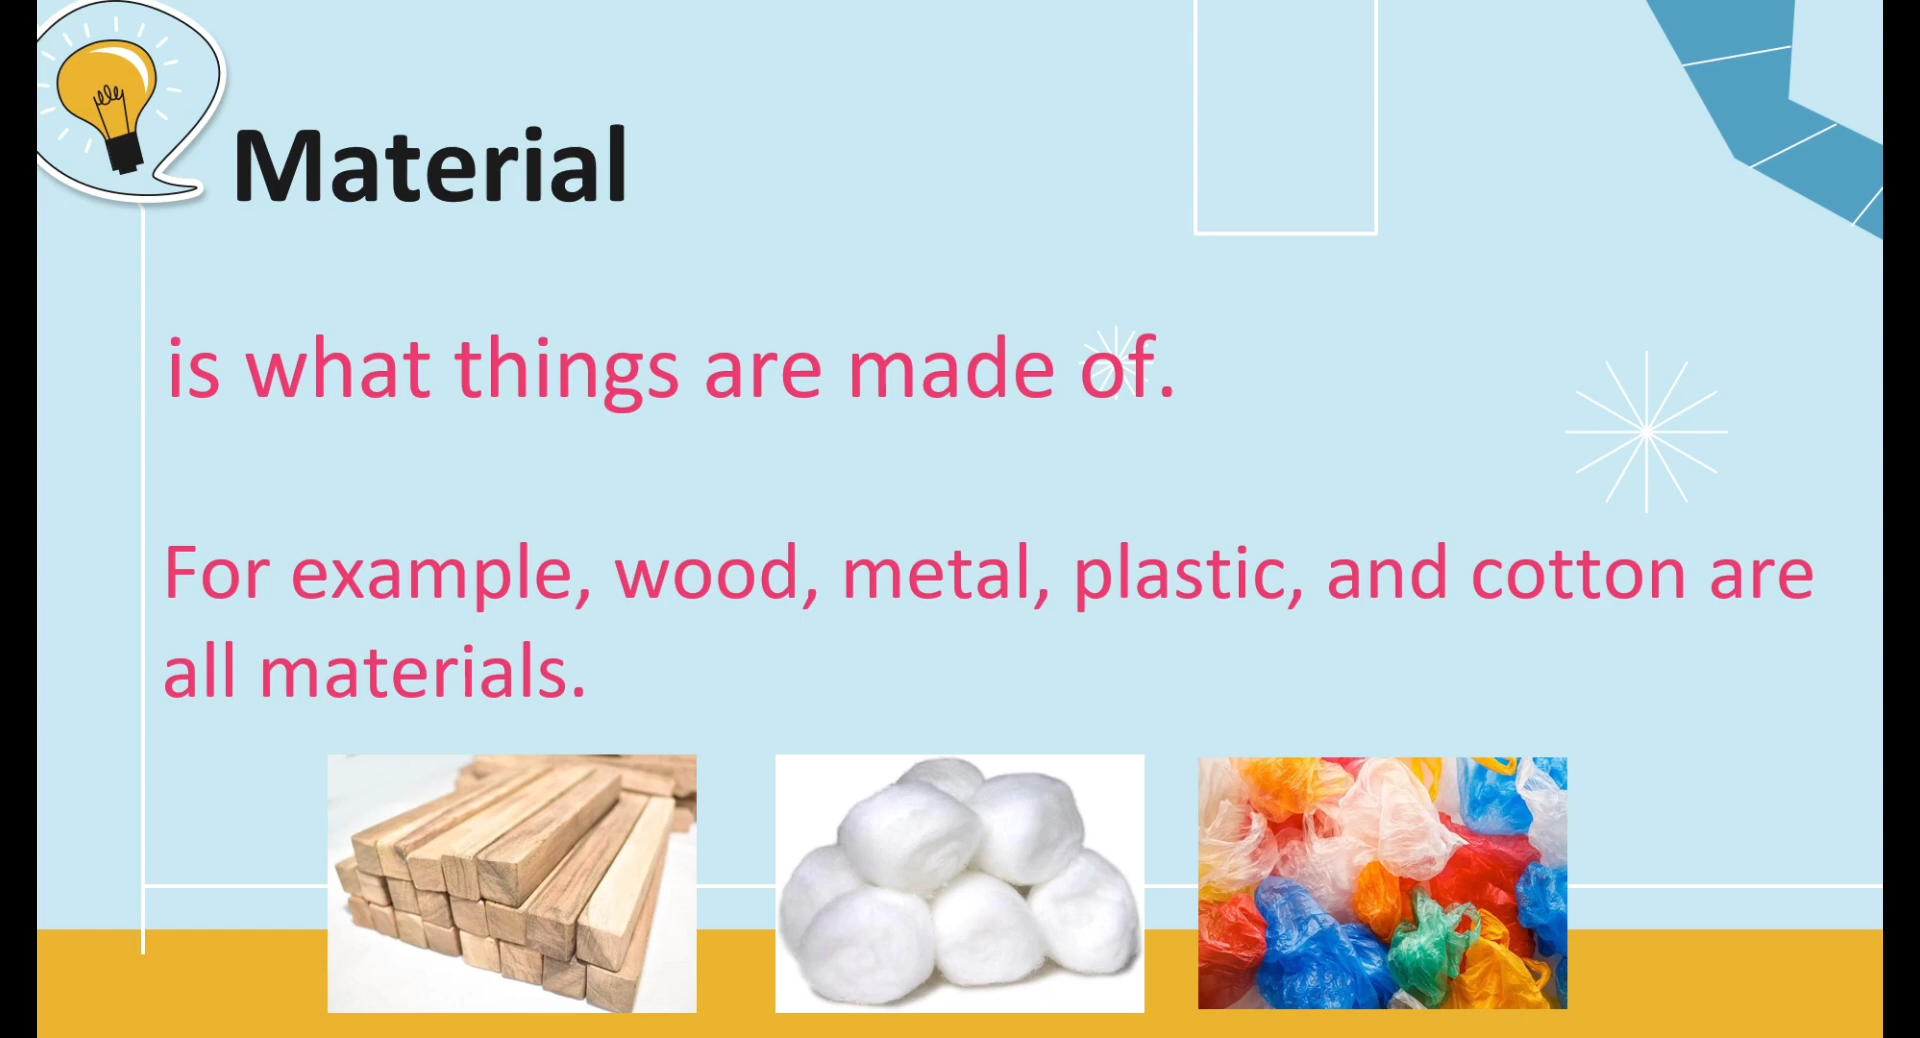 Material
is what things are made of.
For example, wood, metal, plastic, and cotton are
all materials.